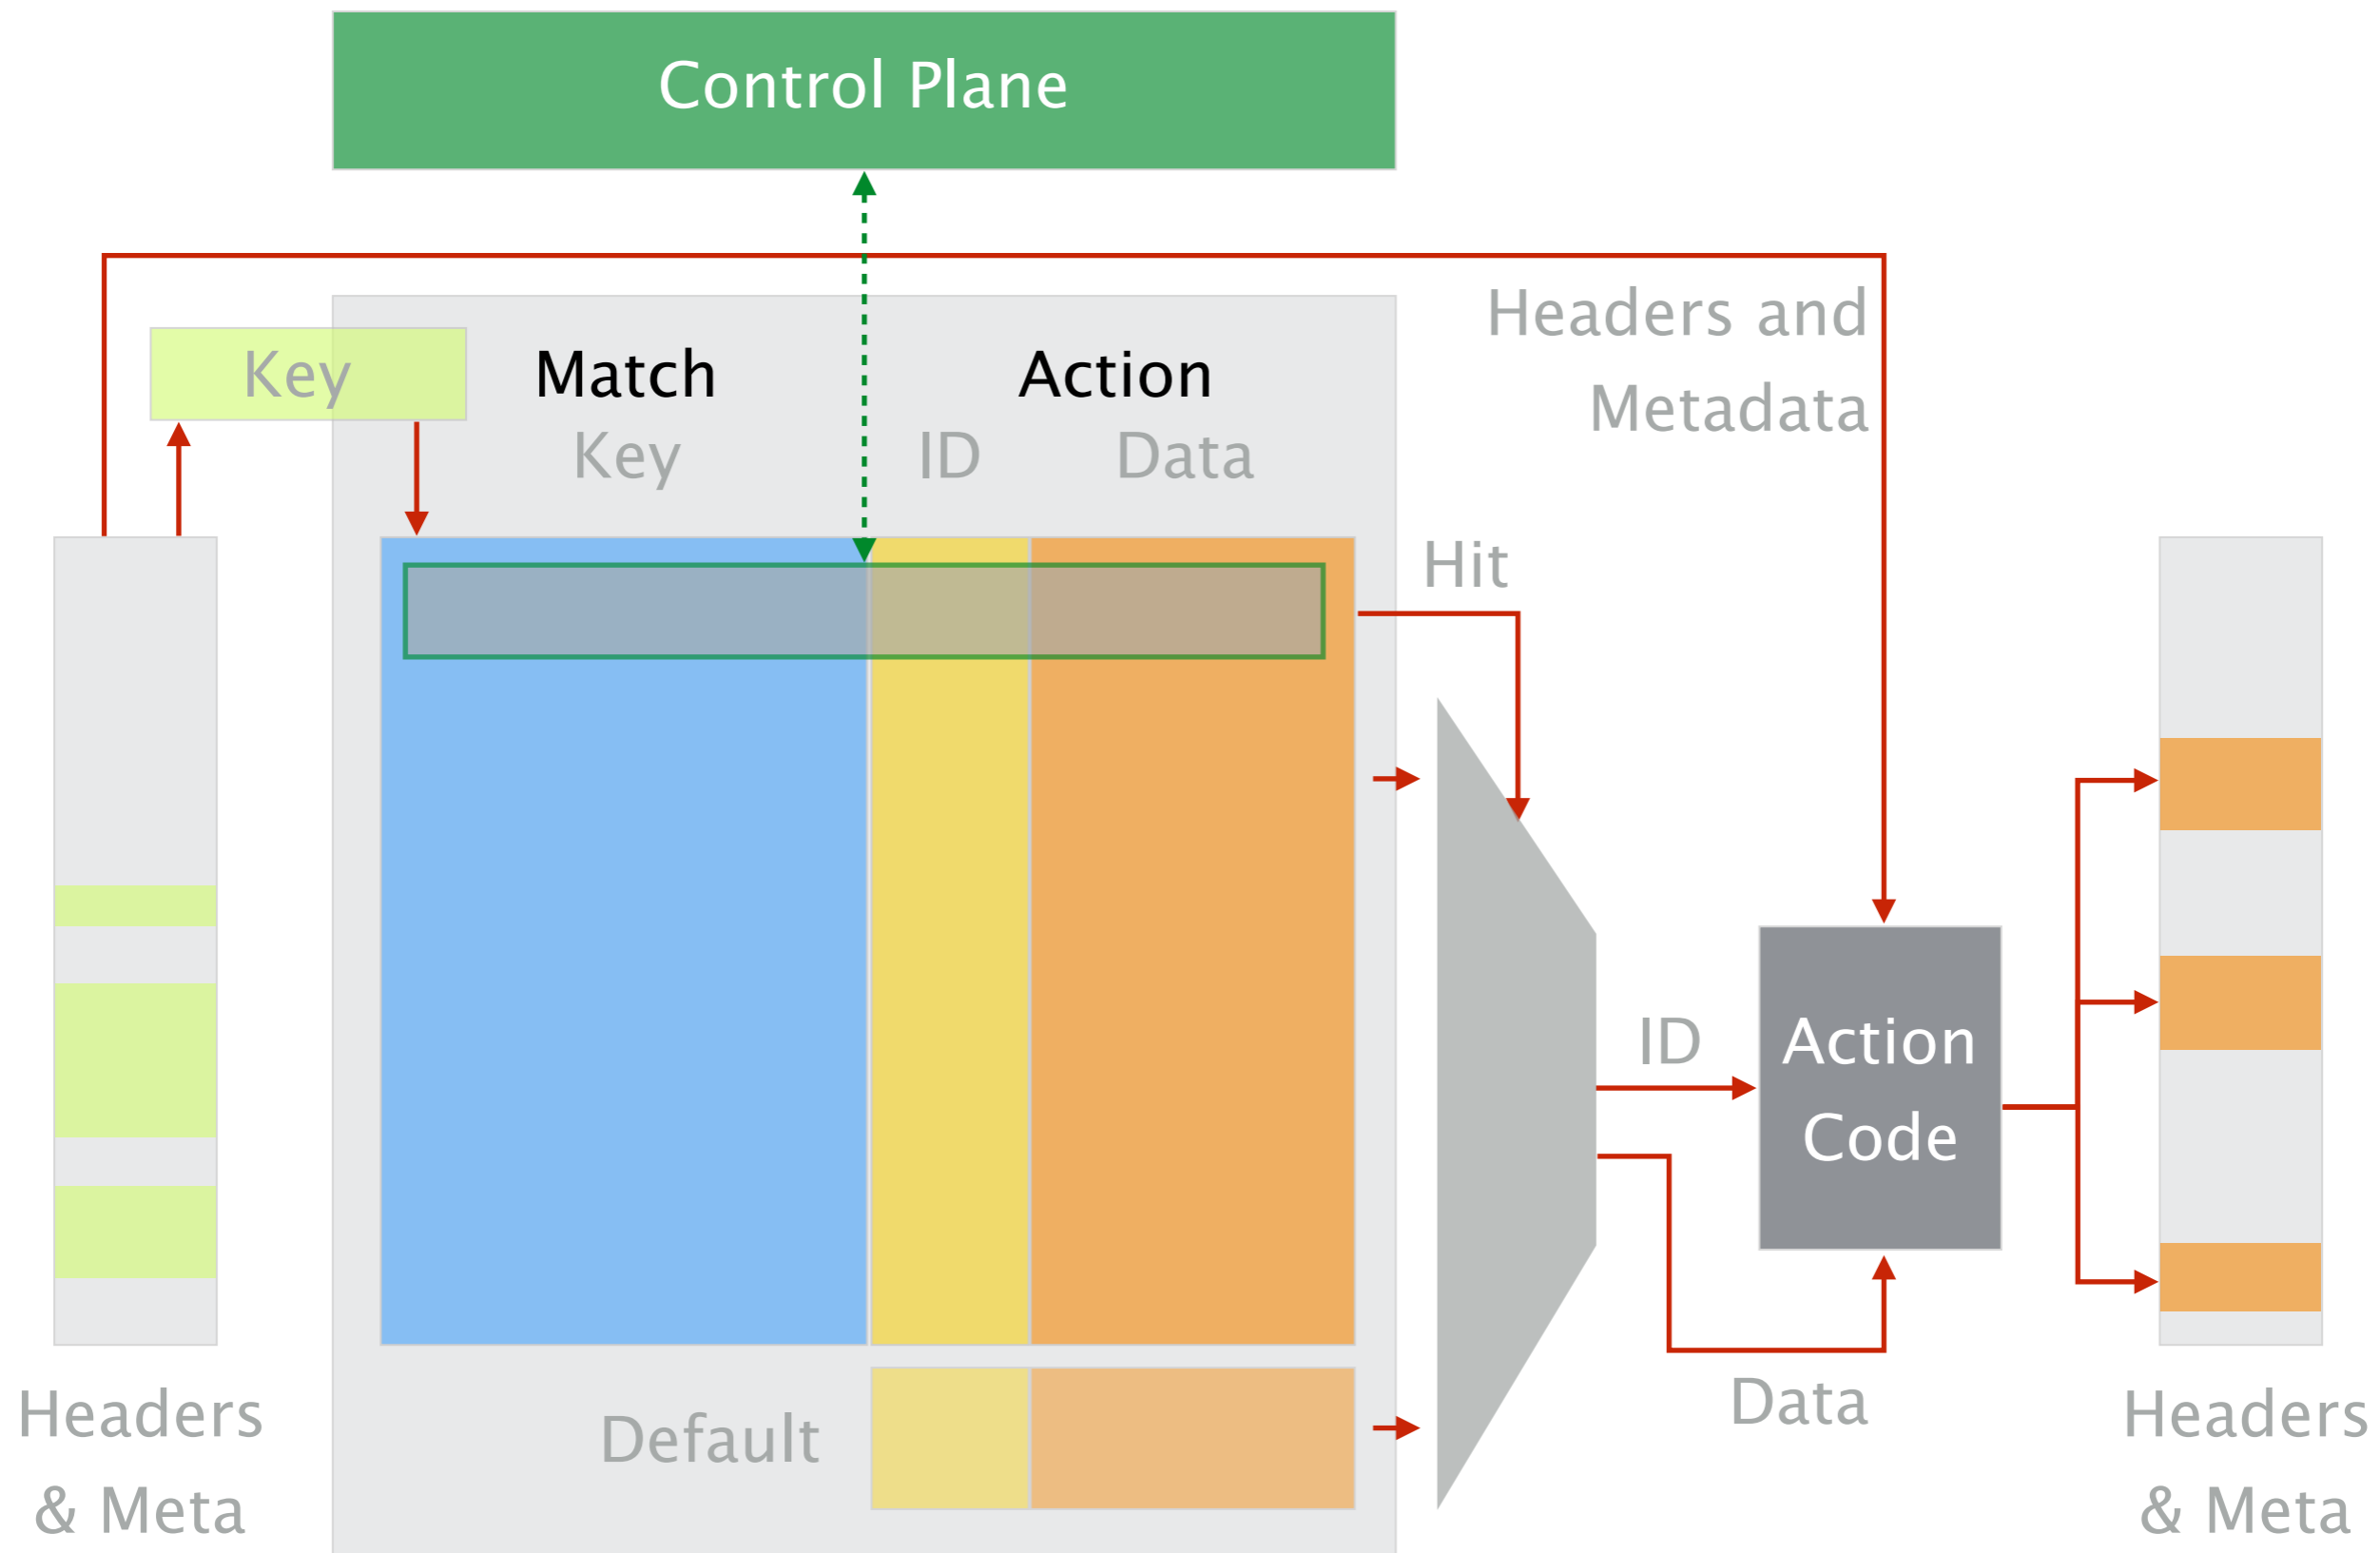 Control Plane
Headers and
Metadata
Key
Match
Action
Key
ID
Data
Hit
ID
Action
Code
Data
Default
Headers
& Meta
Headers
& Meta